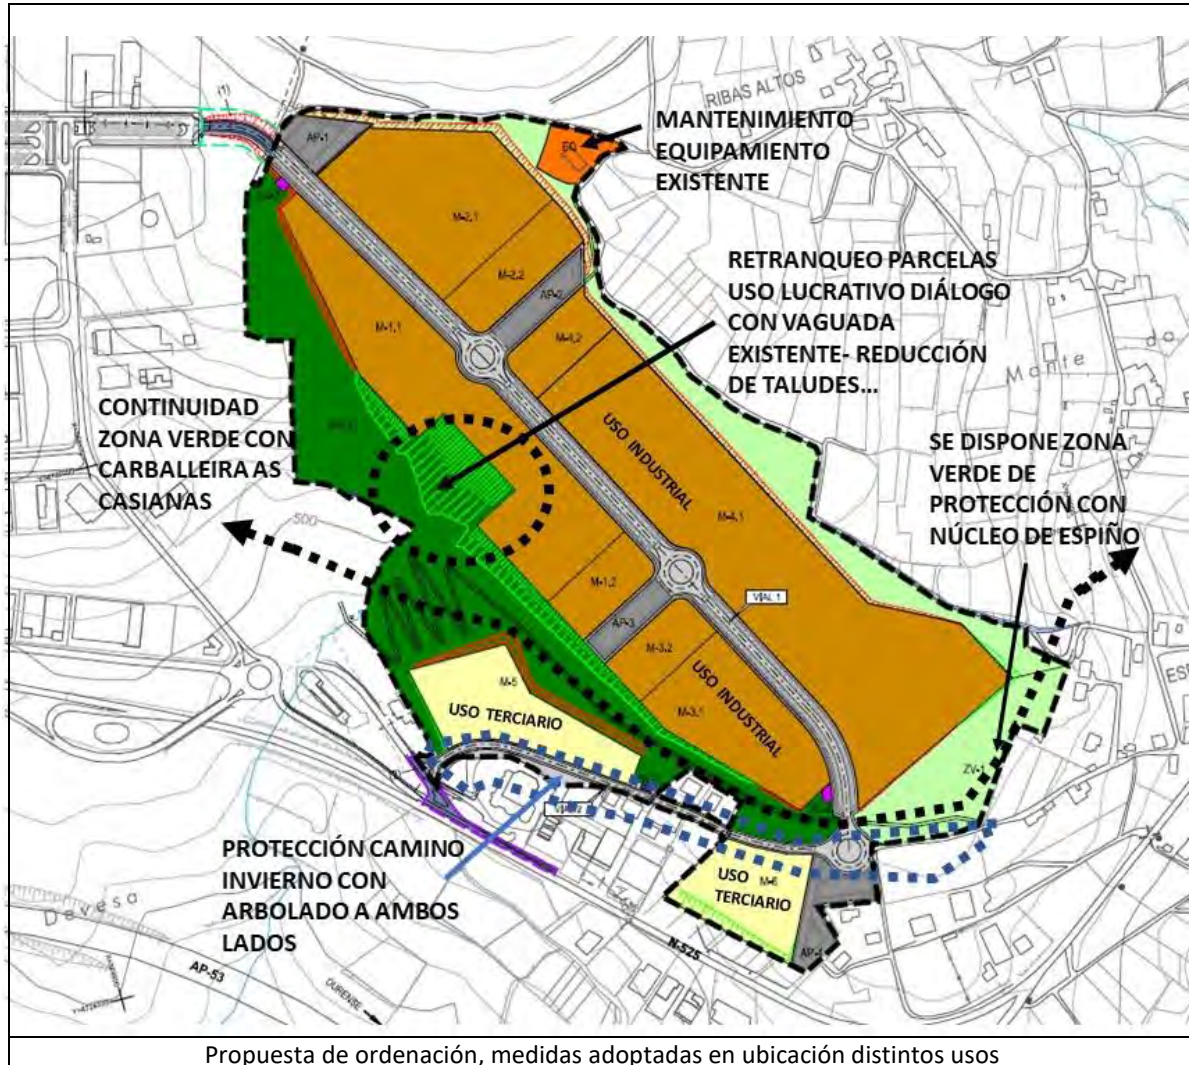 RIBAS ALTOS
(1)
AP-1
EQ
MANTENIMIENTO
EQUIPAMIENTO
EXISTENTE
M-2.1
M-2.2
AP-2
RETRANQUEO PARCELAS
USO LUCRATIVO DIÁLOGO
CON VAGUADA
EXISTENTE- REDUCCIÓN
DE TALUDES...
M-1.1
M-4.2
Monte do
CONTINUIDAD
ZONA VERDE CON
CARBALLEIRA AS
CASIANAS
USO INDUSTRIAL
M-4.1
SE DISPONE ZONA
VERDE DE
PROTECCIÓN CON
NÚCLEO DE ESPIÑO
500
M-1.2
VIAL 1
AP-3
M-3.2
USO INDUSTRIAL
M-3.1
M-5
USO TERCIARIO
ZV-1
PROTECCIÓN CAMINO
INVIERNO CON
ARBOLADO A AMBOS
LADOS
USO M-6
TERCIARIO
Devesa
N-525
AP-53
OURENSE
Propuesta de ordenación, medidas adoptadas en ubicación distintos usos